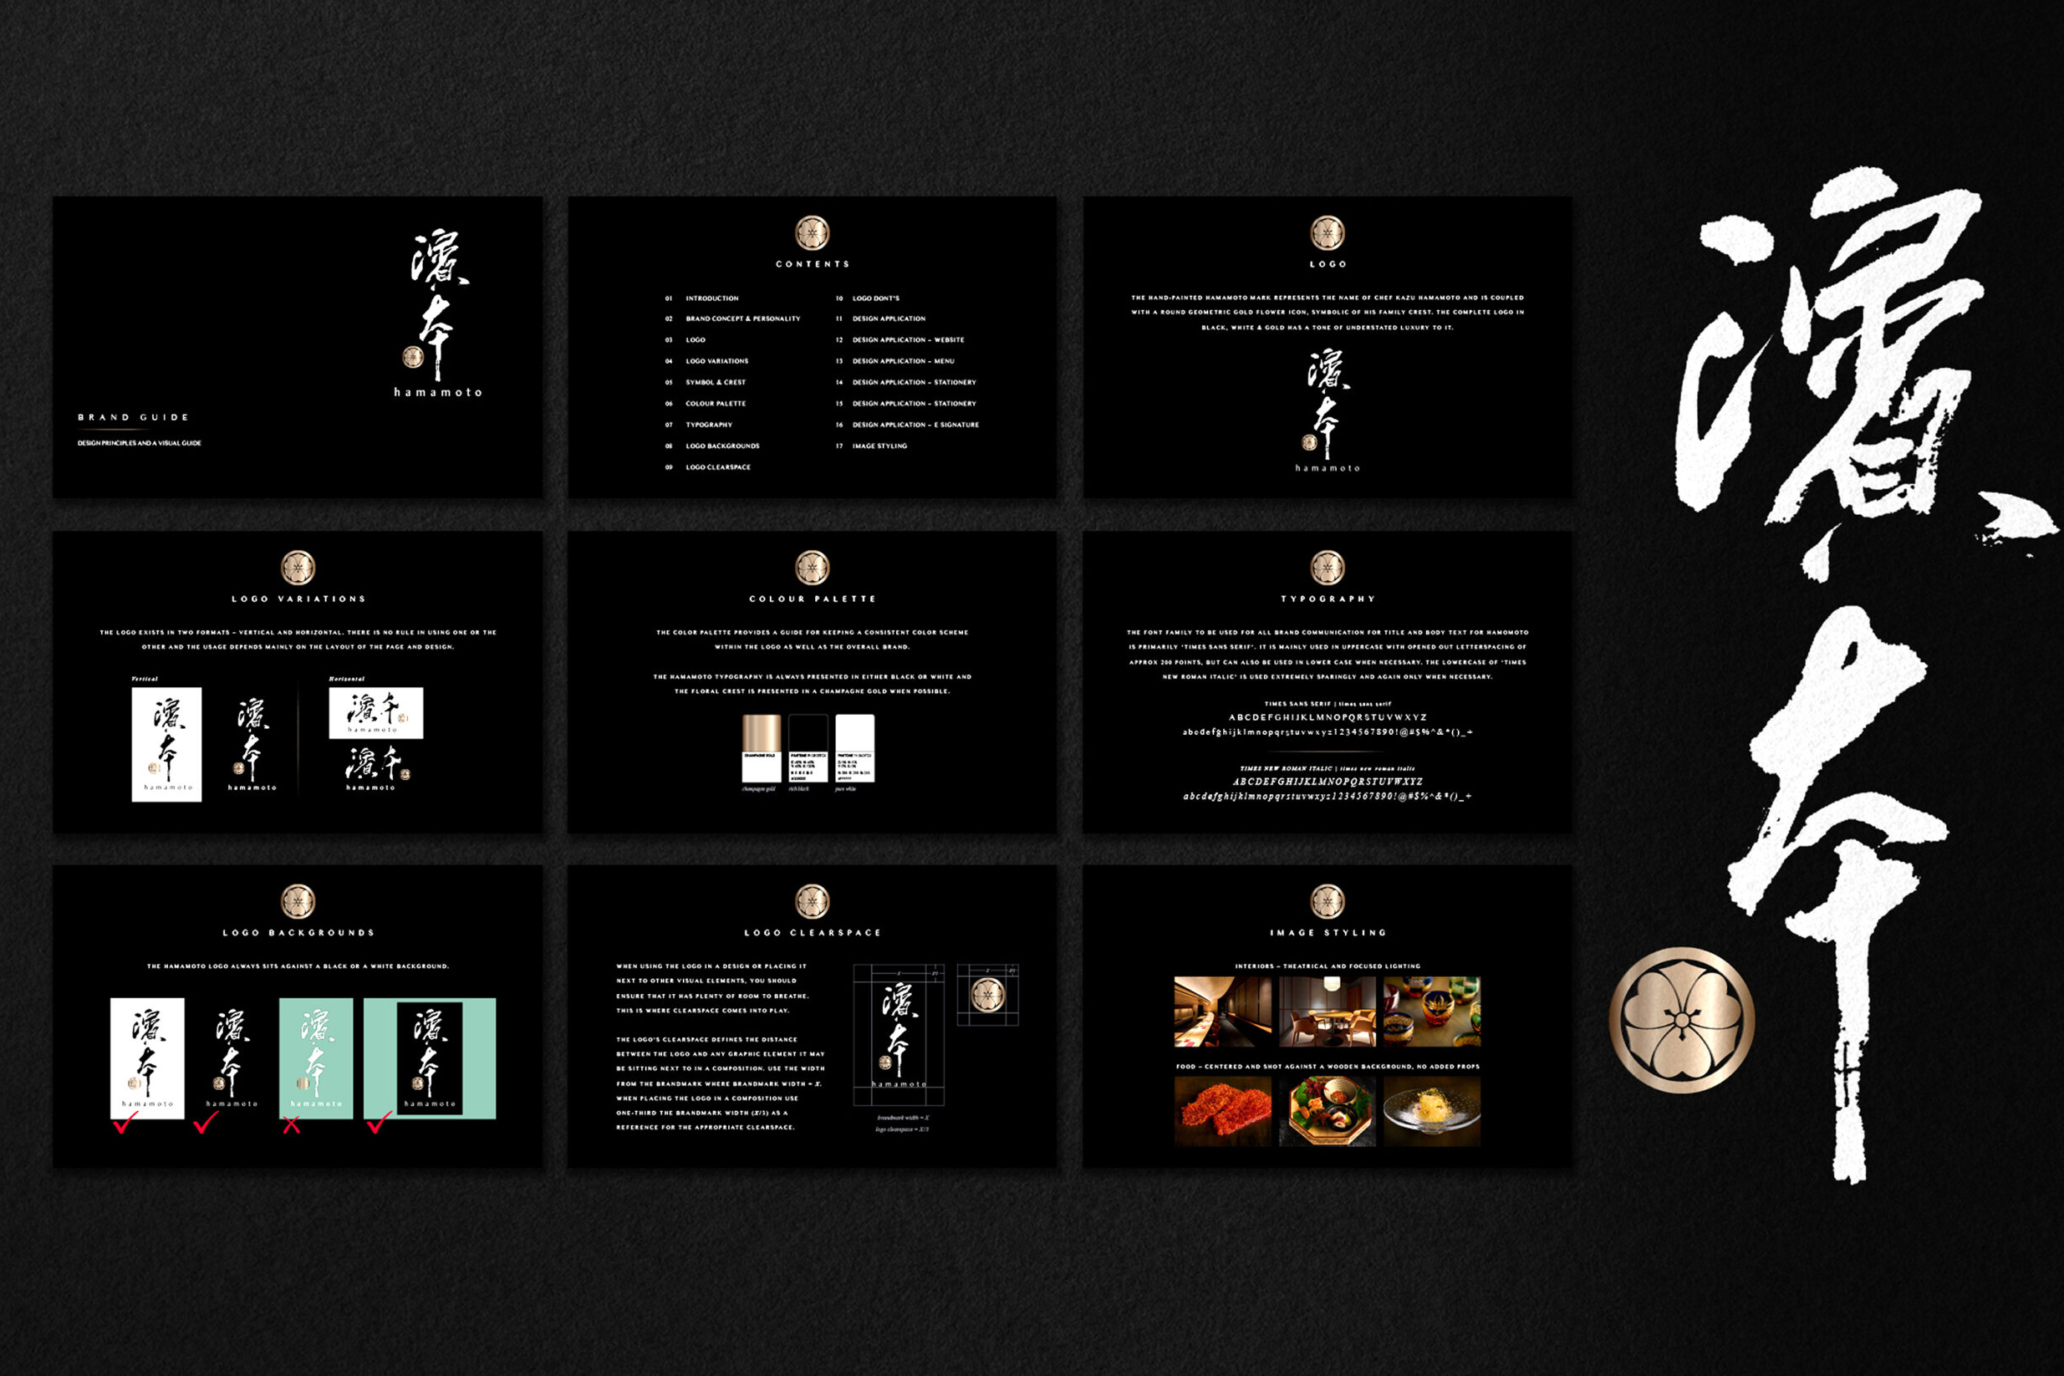 濱
本
hamamoto
BRAND GUIDE
DESIGN PRINCIPLES AND A VISUAL GUIDE
CONTENTS
01 INTRODUCTION
02 BRAND CONCEPT & PERSONALITY
03 LOGO
04 LOGO VARIATIONS
05 SYMBOL & CREST
06 COLOUR PALETTE
07 TYPOGRAPHY
08 LOGO BACKGROUNDS
09 LOGO CLEARSPACE
10 LOGO DONT'S
11 DESIGN APPLICATION
12 DESIGN APPLICATION – WEBSITE
13 DESIGN APPLICATION – MENU
14 DESIGN APPLICATION – STATIONERY
15 DESIGN APPLICATION – STATIONERY
16 DESIGN APPLICATION – E SIGNATURE
17 IMAGE STYLING
LOGO
THE HAND-PAINTED HAMAMOTO MARK REPRESENTS THE NAME OF CHEF KAZU HAMAMOTO AND IS COUPLED
WITH A ROUND GEOMETRIC GOLD FLOWER ICON, SYMBOLIC OF HIS FAMILY CREST. THE COMPLETE LOGO IN
BLACK, WHITE & GOLD HAS A TONE OF UNDERSTATED LUXURY TO IT.
濱
本
hamamoto
LOGO VARIATIONS
THE LOGO EXISTS IN TWO FORMATS – VERTICAL AND HORIZONTAL. THERE IS NO RULE IN USING ONE OR THE
OTHER AND THE USAGE DEPENDS MAINLY ON THE LAYOUT OF THE PAGE AND DESIGN.
Vertical
濱
本
hamamoto
濱
本
hamamoto
Horizontal
濱本
hamamoto
濱本
hamamoto
COLOUR PALETTE
THE COLOR PALETTE PROVIDES A GUIDE FOR KEEPING A CONSISTENT COLOR SCHEME
WITHIN THE LOGO AS WELL AS THE OVERALL BRAND.
THE HAMAMOTO TYPOGRAPHY IS ALWAYS PRESENTED IN EITHER BLACK OR WHITE AND
THE FLORAL CREST IS PRESENTED IN A CHAMPAGNE GOLD WHEN POSSIBLE.
CHAMPAGNE GOLD
champagne gold
rich black
pure white
TYPOGRAPHY
THE FONT FAMILY TO BE USED FOR ALL BRAND COMMUNICATION FOR TITLE AND BODY TEXT FOR HAMOMOTO
IS PRIMARILY "TIMES SANS SERIF". IT IS MAINLY USED IN UPPERCASE WITH OPENED OUT LETTERSPACING OF
APPROX 200 POINTS, BUT CAN ALSO BE USED IN LOWER CASE WHEN NECESSARY. THE LOWERCASE OF "TIMES
NEW ROMAN ITALIC" IS USED EXTREMELY SPARINGLY AND AGAIN ONLY WHEN NECESSARY.
TIMES SANS SERIF | times sans serif
ABCDEFGHIJKLMNOPQRSTUVWXYZ
abcdefghijklmnopqrstuvwxyz1234567890!@#$%^&*()_+
TIMES NEW ROMAN ITALIC | times new roman italic
ABCDEFGHIJKLMNOPQRSTUVWXYZ
abcdefghijklmnopqrstuvwxyz1234567890!@#$%^&*()_+
LOGO BACKGROUNDS
THE HAMAMOTO LOGO ALWAYS SITS AGAINST A BLACK OR A WHITE BACKGROUND.
濱
本
hamamoto
濱
本
hamamoto
濱
本
hamamoto
濱
本
hamamoto
LOGO CLEARSPACE
WHEN USING THE LOGO IN A DESIGN OR PLACING IT
NEXT TO OTHER VISUAL ELEMENTS, YOU SHOULD
ENSURE THAT IT HAS PLENTY OF ROOM TO BREATHE.
THIS IS WHERE CLEARSPACE COMES INTO PLAY.
THE LOGO'S CLEARSPACE DEFINES THE DISTANCE
BETWEEN THE LOGO AND ANY GRAPHIC ELEMENT IT MAY
BE SITTING NEXT TO IN A COMPOSITION. USE THE WIDTH
FROM THE BRANDMARK WHERE BRANDMARK WIDTH = X.
WHEN PLACING THE LOGO IN A COMPOSITION USE
ONE-THIRD THE BRANDMARK WIDTH (X/3) AS A
REFERENCE FOR THE APPROPRIATE CLEARSPACE.
濱
本
hamamoto
brandmark width = X
logo clearspace = X/3
IMAGE STYLING
INTERIORS – THEATRICAL AND FOCUSED LIGHTING
FOOD – CENTERED AND SHOT AGAINST A WOODEN BACKGROUND, NO ADDED PROPS
濱
本